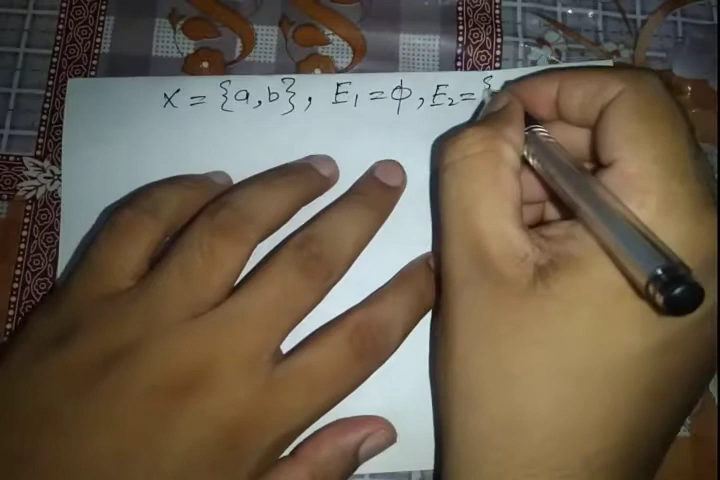 X = {a, b}, E₁ = ϕ, E₂ = {